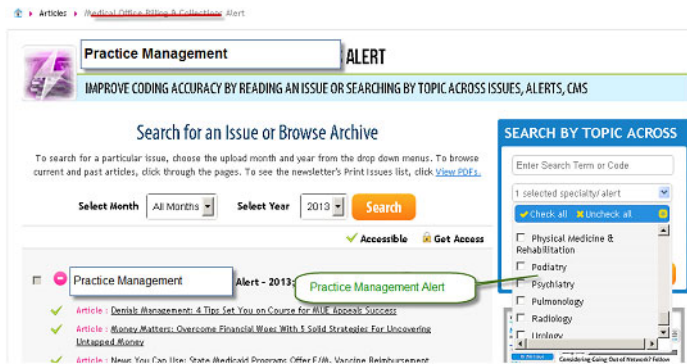 Articles Medical Office Billing & Collections Alert
Practice Management ALERT
IMPROVE CODING ACCURACY BY READING AN ISSUE OR SEARCHING BY TOPIC ACROSS ISSUES, ALERTS, CMS
Search for an Issue or Browse Archive
To search for a particular issue, choose the upload month and year from the drop down menus. To browse
current and past articles, click through the pages. To see the newsletter's Print Issues list, click View PDFs.
Select Month All Months Select Year 2013 Search
Accessible Get Access
Practice Management Alert - 2013;
Practice Management Alert
Article : Denials Management: 4 Tips Set You on Course for MUE Appeals Success
Article : Money Matters: Overcome Financial Woes With 5 Solid Strategies For Uncovering
Untapped Money
Article : News You Can Use: State Medicaid Programs Offer E/M, Vaccine Reimbursement
SEARCH BY TOPIC ACROSS
Enter Search Term or Code
1 selected specialty/alert
Check all Uncheck all
Physical Medicine &
Rehabilitation
Podiatry
Psychiatry
Pulmonology
Radiology
Urology
Considering Going Out of Network? Follow